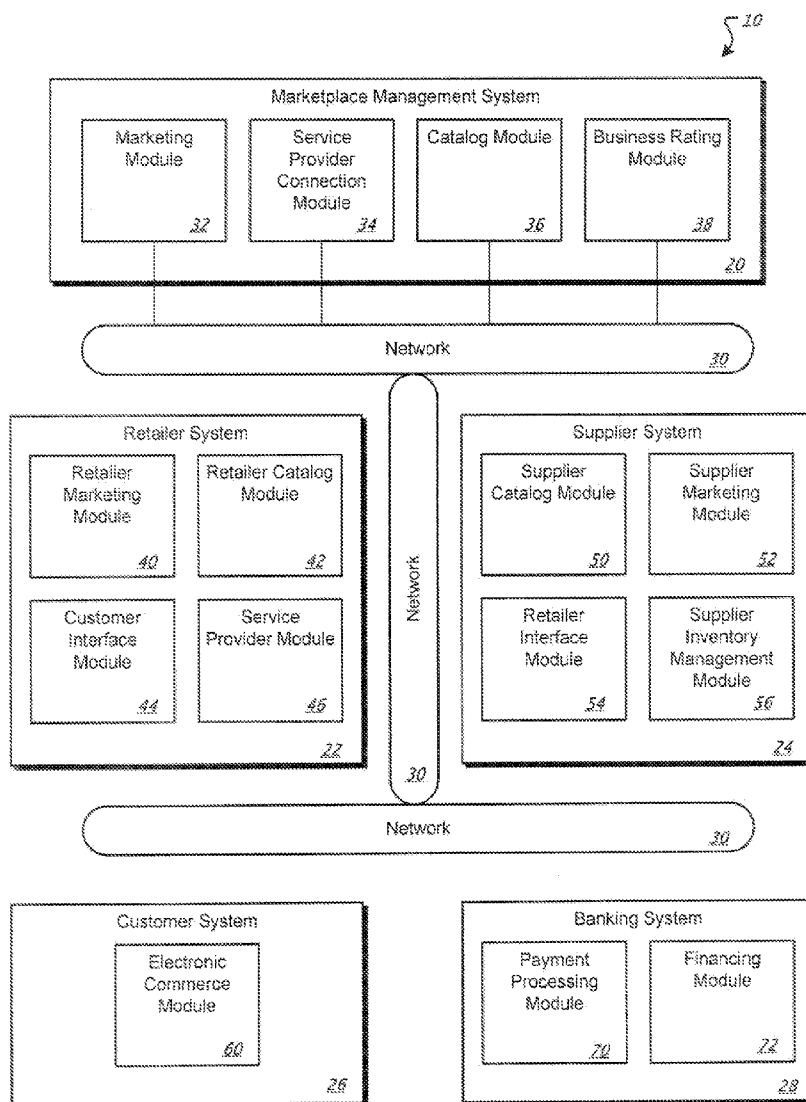 10
Marketplace Management System
Marketing
Module
32
Service
Provider
Connection
Module
34
Catalog Module
36
Business Rating
Module
38
20
Network
30
Retailer System
Retailer
Marketing
Module
40
Retailer Catalog
Module
42
Customer
Interface
Module
44
Service
Provider Module
46
22
Network
30
Supplier System
Supplier
Catalog Module
50
Supplier
Marketing
Module
52
Retailer
Interface
Module
54
Supplier
Inventory
Management
Module
56
24
Network
30
Customer System
Electronic
Commerce
Module
60
26
Banking System
Payment
Processing
Module
70
Financing
Module
72
28